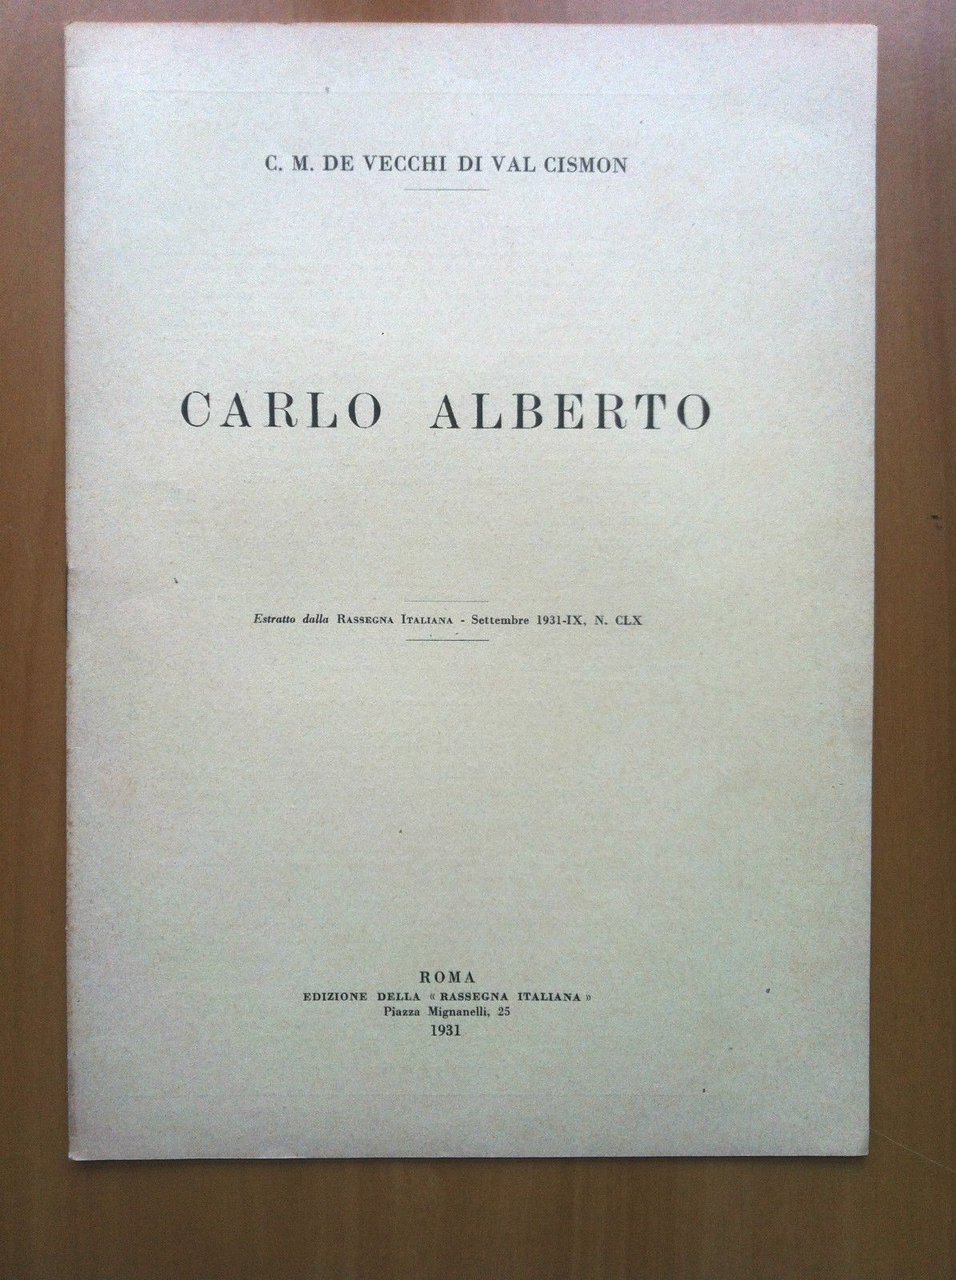 C. M. DE VECCHI DI VAL CISMON
CARLO ALBERTO
Estratto dalla RASSEGNA ITALIANA - Settembre 1931-IX, N. CLX
ROMA
EDIZIONE DELLA « RASSEGNA ITALIANA »
Piazza Mignanelli, 25
1931